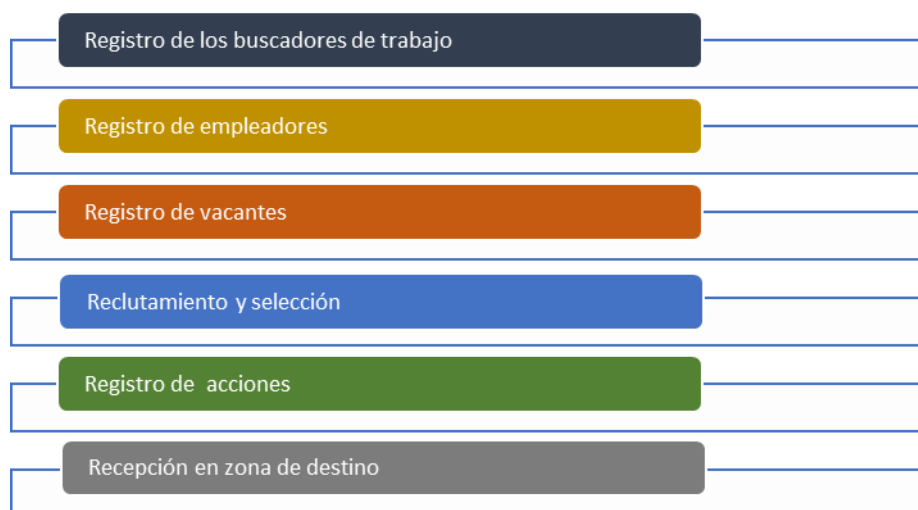 Registro de los buscadores de trabajo
Registro de empleadores
Registro de vacantes
Reclutamiento y selección
Registro de acciones
Recepción en zona de destino